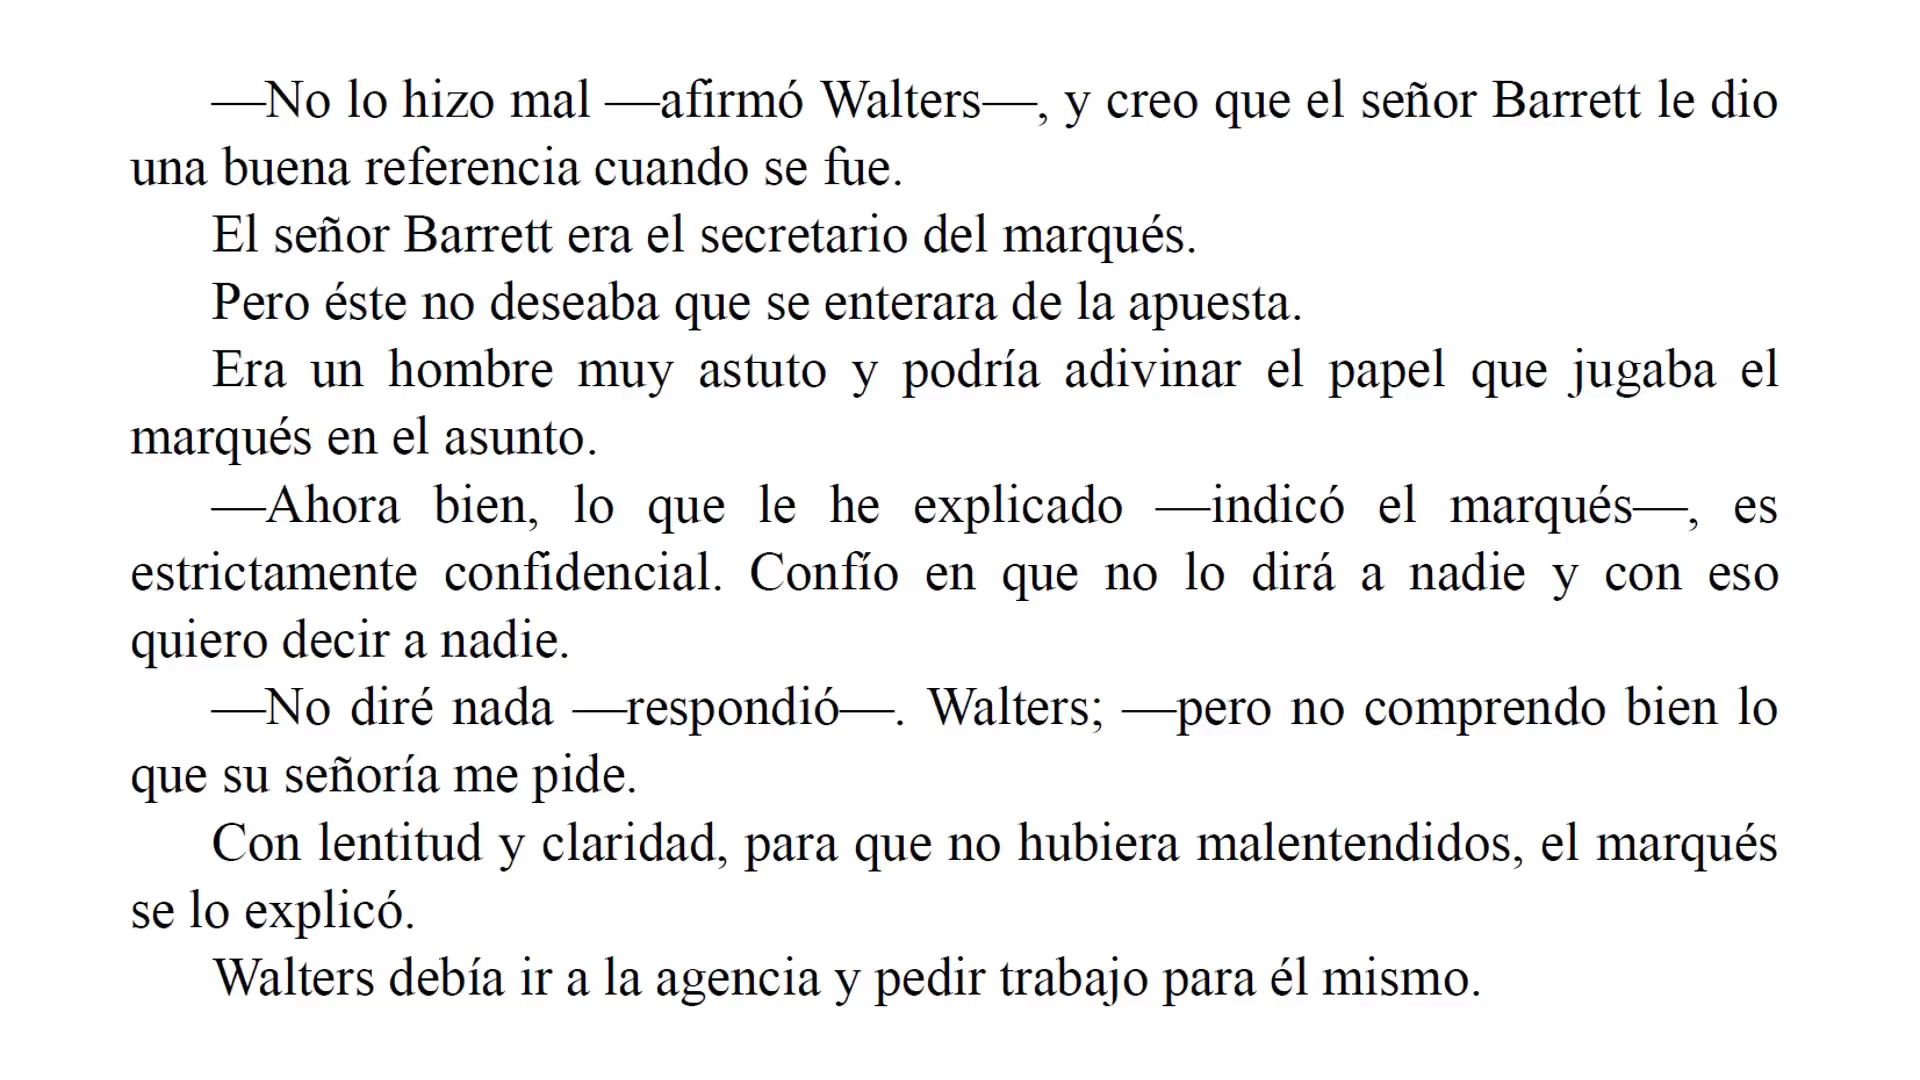 —No lo hizo mal —afirmó Walters—, y creo que el señor Barrett le dio
una buena referencia cuando se fue.
El señor Barrett era el secretario del marqués.
Pero éste no deseaba que se enterara de la apuesta.
Era un hombre muy astuto y podría adivinar el papel que jugaba el
marqués en el asunto.
—Ahora bien, lo que le he explicado —indicó el marqués—, es
estrictamente confidencial. Confío en que no lo dirá a nadie y con eso
quiero decir a nadie.
—No diré nada —respondió—. Walters; —pero no comprendo bien lo
que su señoría me pide.
Con lentitud y claridad, para que no hubiera malentendidos, el marqués
se lo explicó.
Walters debía ir a la agencia y pedir trabajo para él mismo.